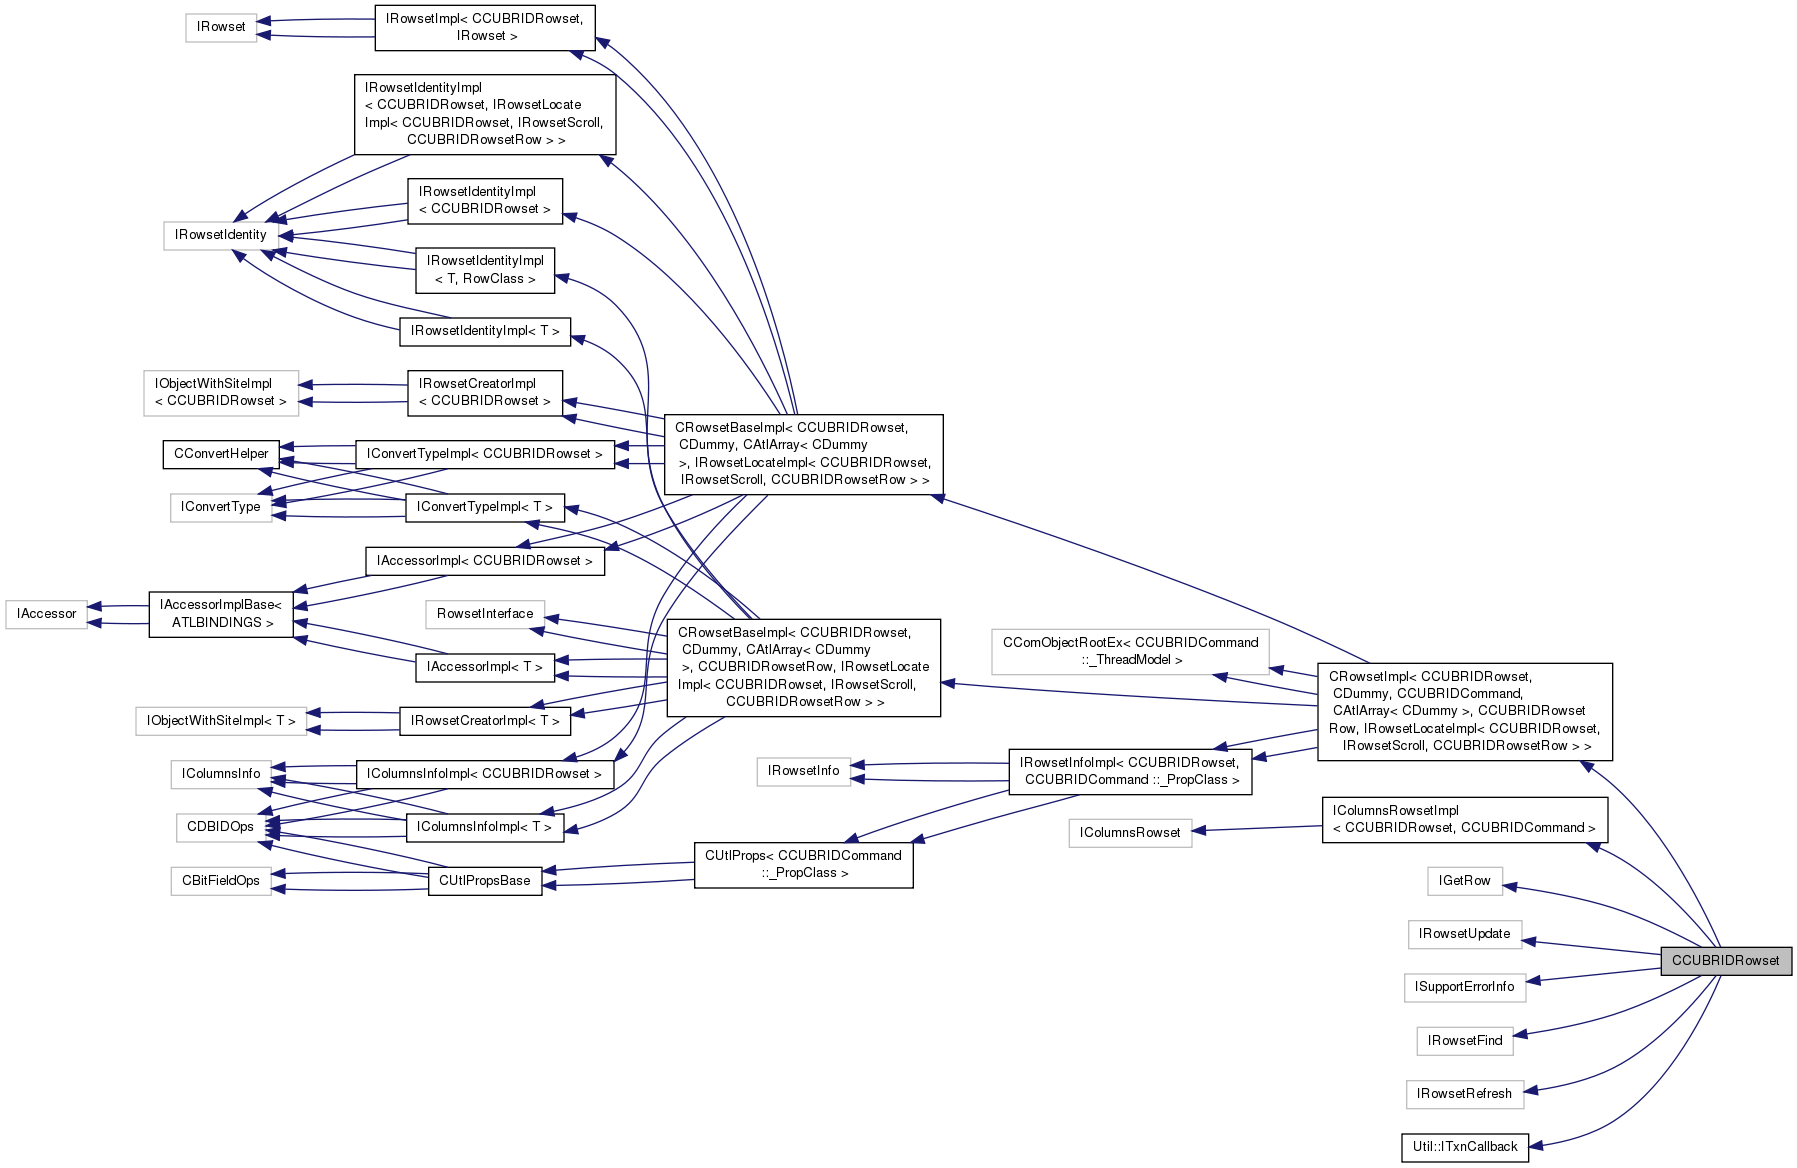 IRowset
IRowsetImpl< CCUBRIDRowset,
IRowset >
IRowsetIdentityImpl
< CCUBRIDRowset, IRowsetLocate
Impl< CCUBRIDRowset, IRowsetScroll,
CCUBRIDRowsetRow > >
IRowsetIdentityImpl
< CCUBRIDRowset >
IRowsetIdentity
IRowsetIdentityImpl
< T, RowClass >
IRowsetIdentityImpl< T >
IObjectWithSiteImpl
< CCUBRIDRowset >
IRowsetCreatorImpl
< CCUBRIDRowset >
CConvertHelper
IConvertTypeImpl< CCUBRIDRowset >
IConvertType
IConvertTypeImpl< T >
CRowsetBaseImpl< CCUBRIDRowset,
CDummy, CAtlArray< CDummy
>, IRowsetLocateImpl< CCUBRIDRowset,
IRowsetScroll, CCUBRIDRowsetRow > >
IAccessorImpl< CCUBRIDRowset >
IAccessor
IAccessorImplBase<
ATLBINDINGS >
RowsetInterface
IAccessorImpl< T >
CRowsetBaseImpl< CCUBRIDRowset,
CDummy, CAtlArray< CDummy
>, CCUBRIDRowsetRow, IRowsetLocate
Impl< CCUBRIDRowset, IRowsetScroll,
CCUBRIDRowsetRow > >
CComObjectRootEx< CCUBRIDCommand
::_ThreadModel >
CRowsetImpl< CCUBRIDRowset,
CDummy, CCUBRIDCommand,
CAtlArray< CDummy >, CCUBRIDRowset
Row, IRowsetLocateImpl< CCUBRIDRowset,
IRowsetScroll, CCUBRIDRowsetRow > >
IObjectWithSiteImpl< T >
IRowsetCreatorImpl< T >
IColumnsInfo
IColumnsInfoImpl< CCUBRIDRowset >
IRowsetInfo
IRowsetInfoImpl< CCUBRIDRowset,
CCUBRIDCommand ::_PropClass >
CDBIDOps
IColumnsInfoImpl< T >
IColumnsRowset
IColumnsRowsetImpl
< CCUBRIDRowset, CCUBRIDCommand >
CBitFieldOps
CUtlPropsBase
CUtlProps< CCUBRIDCommand
::_PropClass >
IGetRow
IRowsetUpdate
CCUBRIDRowset
ISupportErrorInfo
IRowsetFind
IRowsetRefresh
Util::ITxnCallback